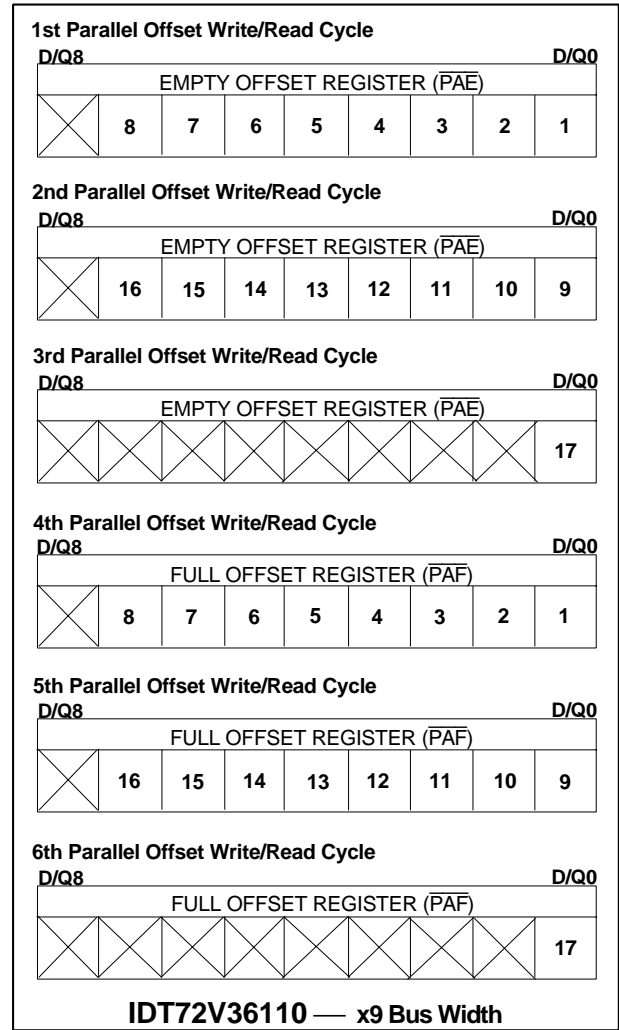 1st Parallel Offset Write/Read Cycle
D/Q8 D/Q0
EMPTY OFFSET REGISTER (PAE)
8 7 6 5 4 3 2 1
2nd Parallel Offset Write/Read Cycle
D/Q8 D/Q0
EMPTY OFFSET REGISTER (PAE)
16 15 14 13 12 11 10 9
3rd Parallel Offset Write/Read Cycle
D/Q8 D/Q0
EMPTY OFFSET REGISTER (PAE)
17
4th Parallel Offset Write/Read Cycle
D/Q8 D/Q0
FULL OFFSET REGISTER (PAF)
8 7 6 5 4 3 2 1
5th Parallel Offset Write/Read Cycle
D/Q8 D/Q0
FULL OFFSET REGISTER (PAF)
16 15 14 13 12 11 10 9
6th Parallel Offset Write/Read Cycle
D/Q8 D/Q0
FULL OFFSET REGISTER (PAF)
17
IDT72V36110 — x9 Bus Width